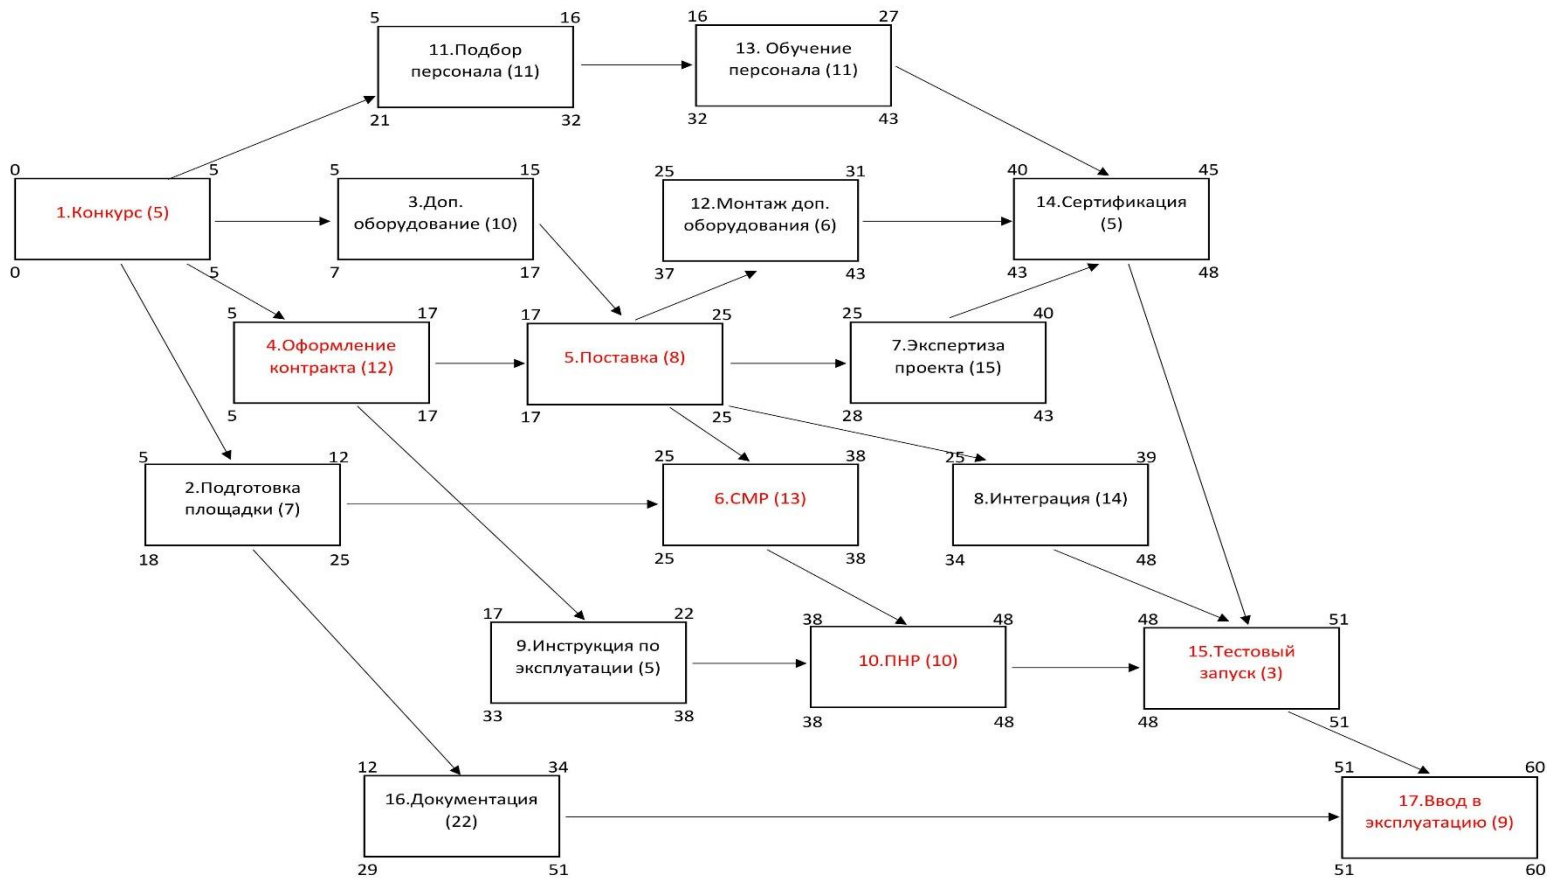 5 16 16 27
11.Подбор
персонала (11)
13. Обучение
персонала (11)
21 32 32 43
0 5 5 15 25 31 40 45
1.Конкурс (5)
3.Доп.
оборудование (10)
12.Монтаж доп.
оборудования (6)
14.Сертификация
(5)
0 5 7 17 37 43 43 48
5 17 17 25 25 40
4.Оформление
контракта (12)
5.Поставка (8)
7.Экспертиза
проекта (15)
5 17 17 25 28 43
5 12 25 38 25 39
2.Подготовка
площадки (7)
6.СМР (13)
8.Интеграция (14)
18 25 25 38 34 48
17 22 38 48 48 51
9.Инструкция по
эксплуатации (5)
10.ПНР (10)
15.Тестовый
запуск (3)
33 38 38 48 48 51
12 34 51 60
16.Документация
(22)
17.Ввод в
эксплуатацию (9)
29 51 51 60